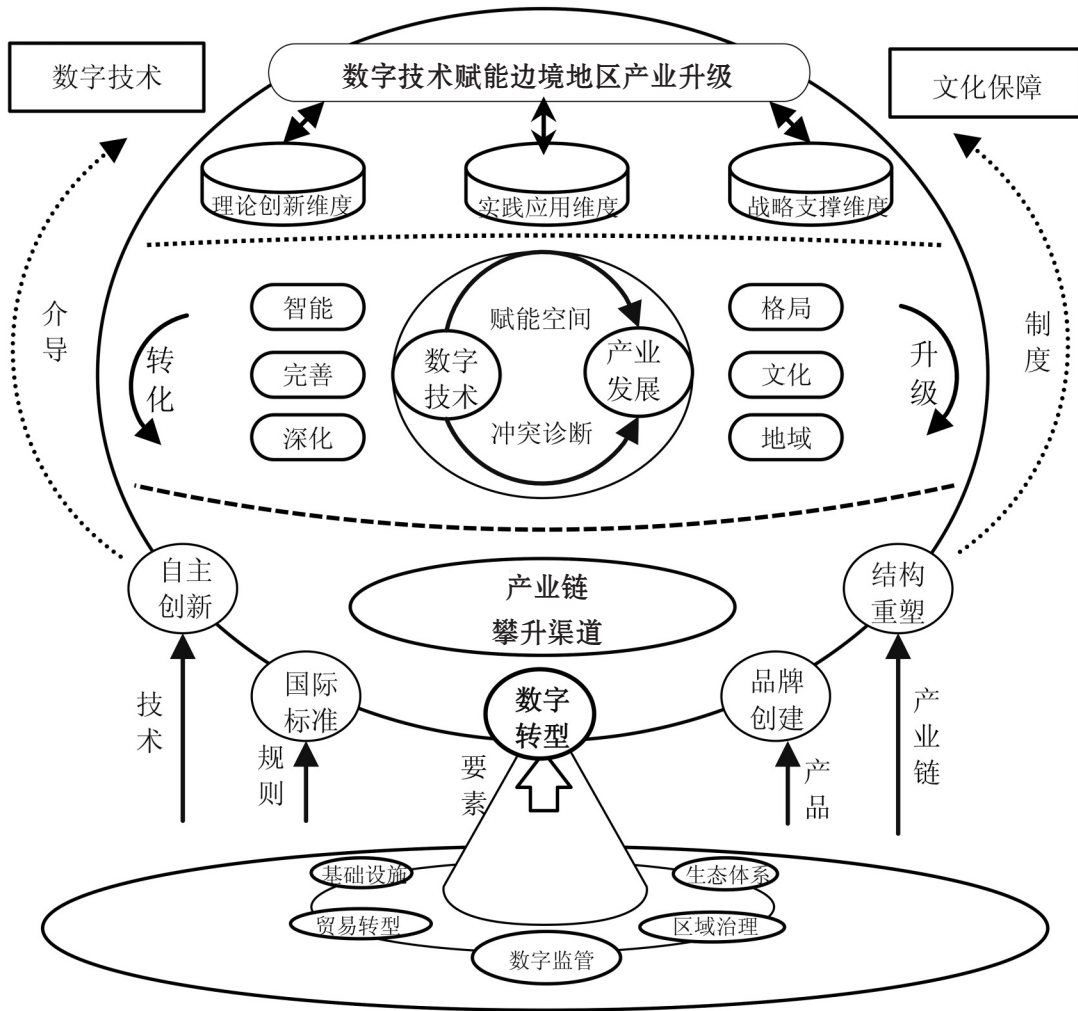 数字技术
数字技术赋能边境地区产业升级
文化保障
理论创新维度
实践应用维度
战略支撑维度
介导
转化
智能
完善
深化
赋能空间
数字
技术
产业
发展
冲突诊断
格局
文化
地域
升级
制度
自主
创新
产业链
攀升渠道
结构
重塑
国际
标准
数字
转型
品牌
创建
技术
规则
要素
产品
产业链
基础设施
生态体系
贸易转型
区域治理
数字监管